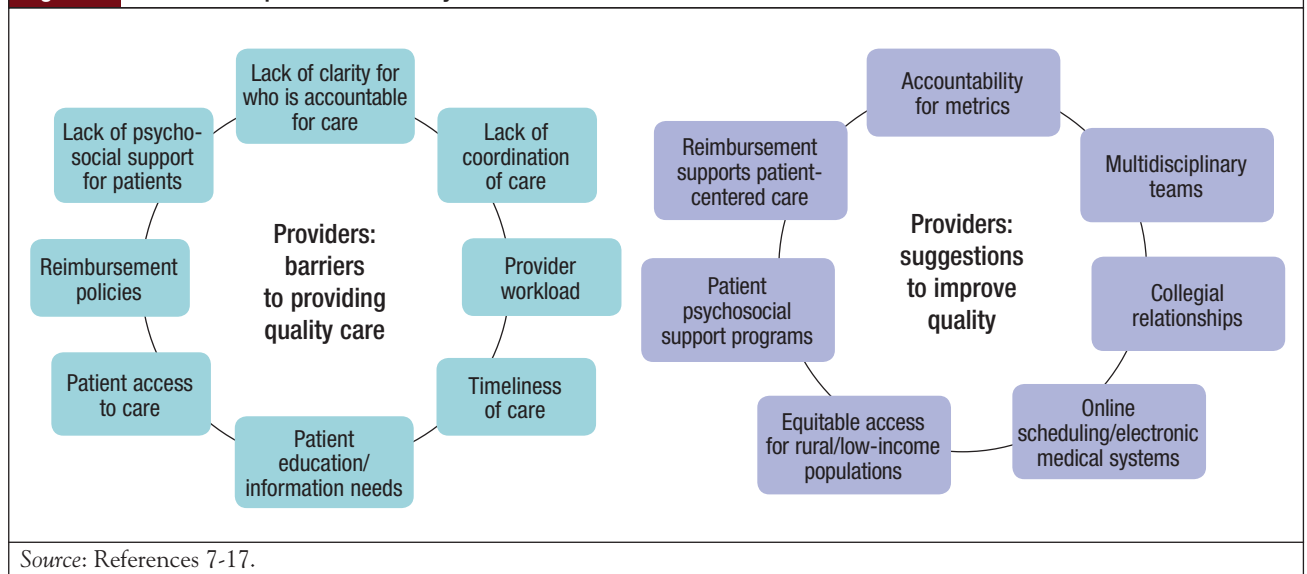 Lack of clarity for
who is accountable
for care
Lack of
coordination
of care
Provider
workload
Timeliness
of care
Patient
education/
information needs
Patient access
to care
Reimbursement
policies
Lack of psycho-
social support
for patients
Providers:
barriers
to providing
quality care
Accountability
for metrics
Multidisciplinary
teams
Collegial
relationships
Online
scheduling/electronic
medical systems
Equitable access
for rural/low-income
populations
Patient
psychosocial
support programs
Reimbursement
supports patient-
centered care
Providers:
suggestions
to improve
quality
Source: References 7-17.